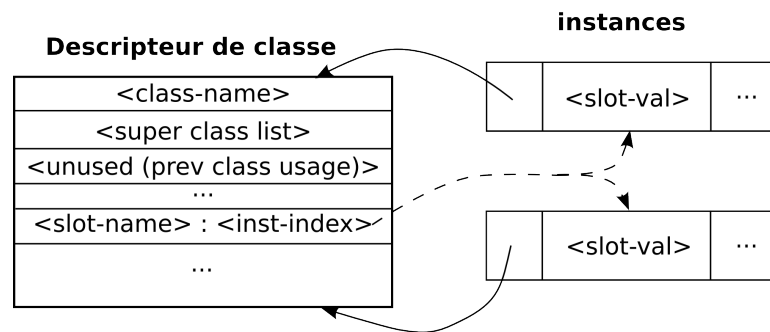 Descripteur de classe
<class-name>
<super class list>
<unused (prev class usage)>
...
<slot-name> : <inst-index>
...
instances
<slot-val> ...
<slot-val> ...